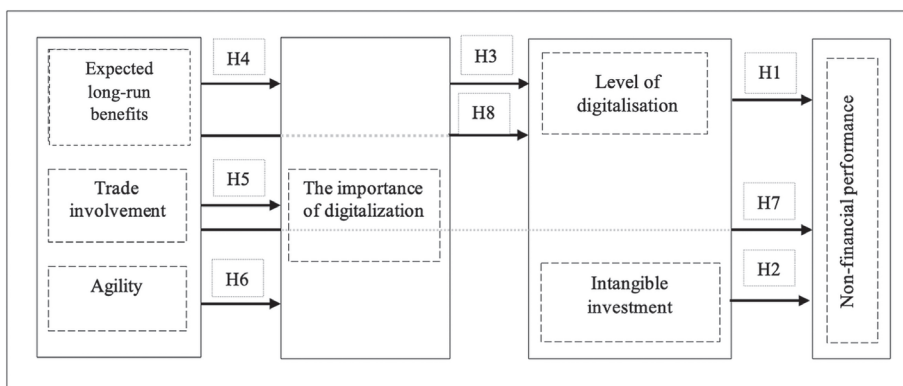 Expected
long-run
benefits
Trade
involvement
Agility
H4
H5
H6
The importance
of digitalization
H3
H8
Level of
digitalisation
Intangible
investment
H1
H7
H2
Non-financial performance